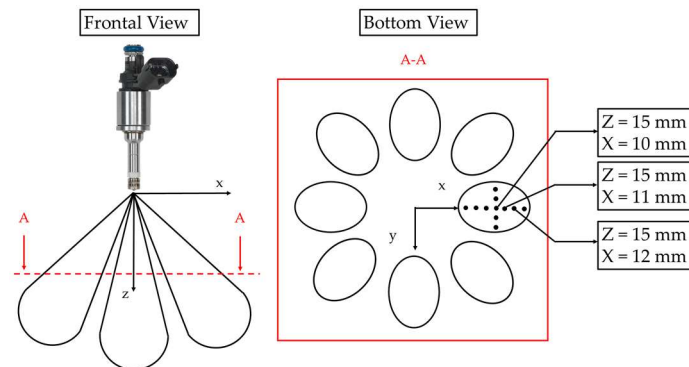 Frontal View
Bottom View
A-A
x
A
A
z
x
y
Z = 15 mm
X = 10 mm
Z = 15 mm
X = 11 mm
Z = 15 mm
X = 12 mm